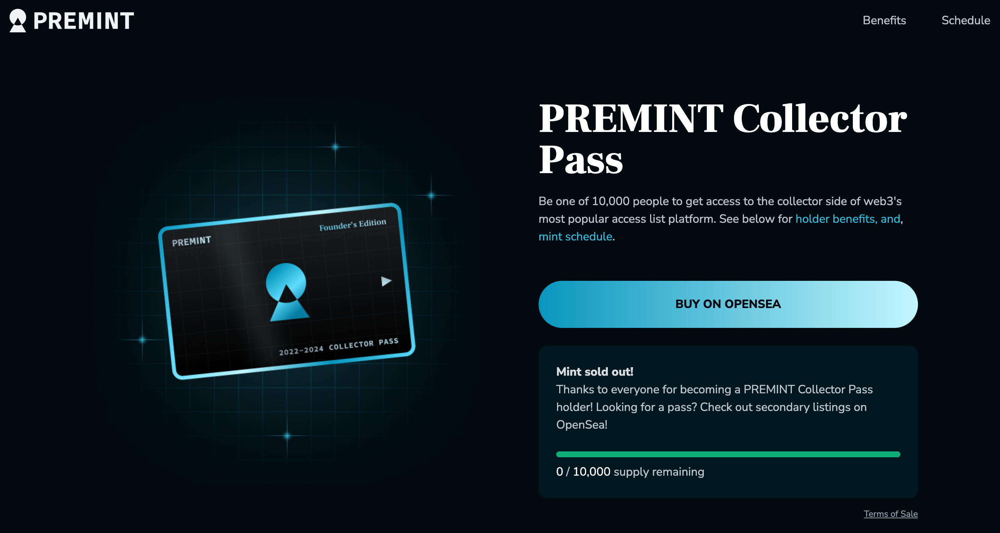 PREMINT
Benefits
Schedule
PREMINT Collector
Pass
Be one of 10,000 people to get access to the collector side of web3's
most popular access list platform. See below for holder benefits, and,
mint schedule.
BUY ON OPENSEA
Mint sold out!
Thanks to everyone for becoming a PREMINT Collector Pass
holder! Looking for a pass? Check out secondary listings on
OpenSea!
0 / 10,000 supply remaining
Terms of Sale
PREMINT
Founder's Edition
2022–2024 COLLECTOR PASS